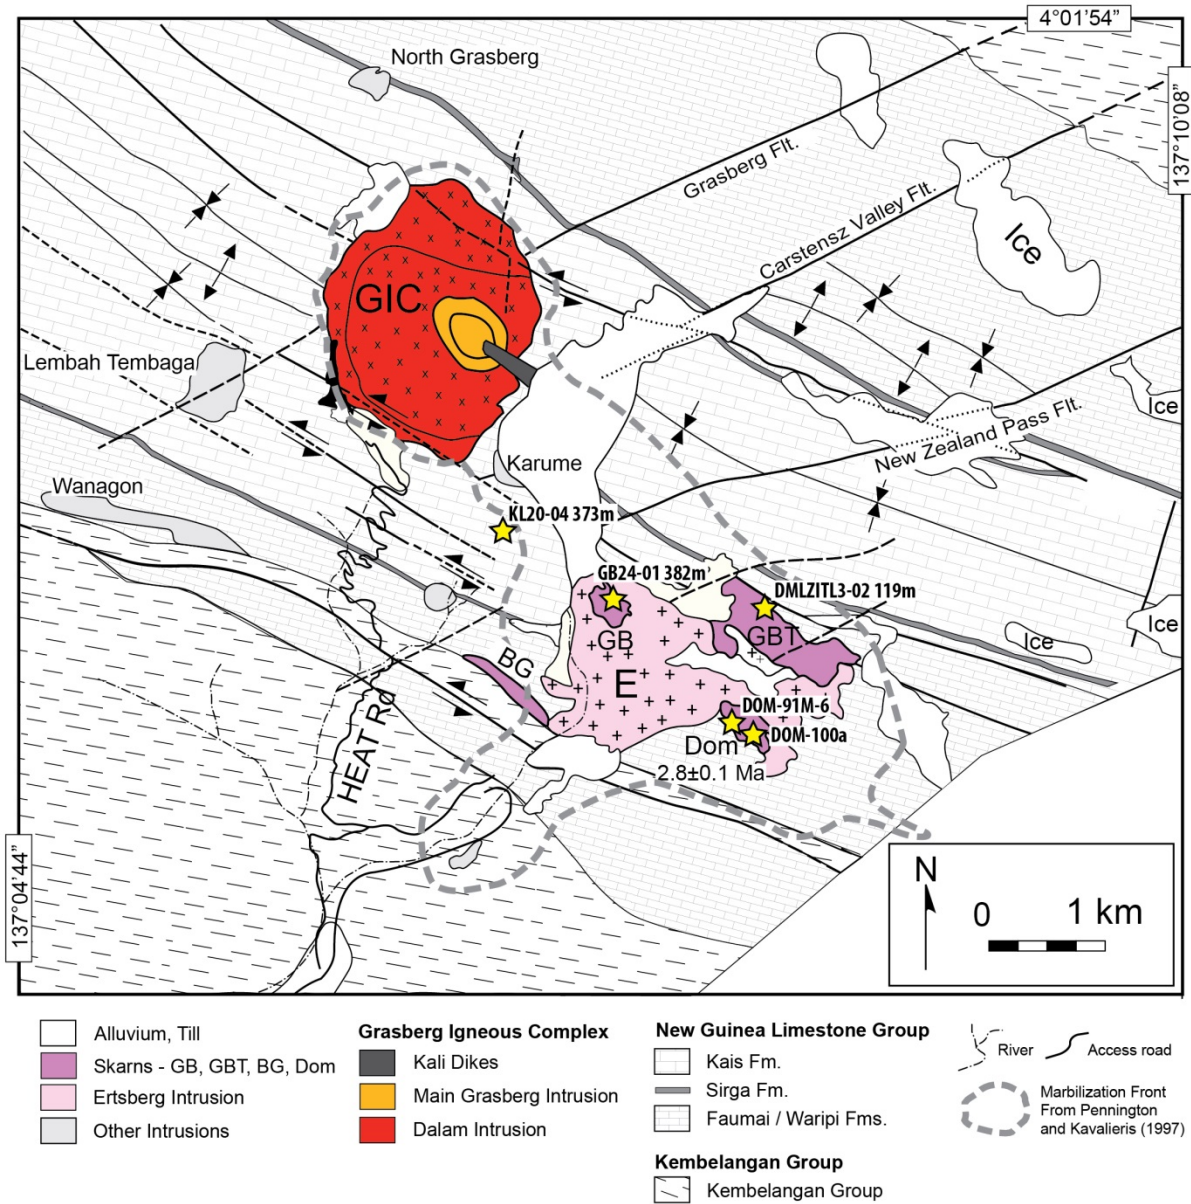 4°01'54"
137°10'08"
North Grasberg
Grasberg Flt.
Carstensz Valley Flt.
Ice
GIC
Lembah Tembaga
Ice
New Zealand Pass Flt.
Karume
Wanagon
KL20-04 373m
GB24-01 382m
DMLZITL3-02 119m
GB
GBT
Ice
Ice
BG
E
DOM-91M-6
DOM-100a
Dom
2.8±0.1 Ma
HEAT Rd
137°04'44"
N
0 1 km
Alluvium, Till
Skarns - GB, GBT, BG, Dom
Ertsberg Intrusion
Other Intrusions
Grasberg Igneous Complex
Kali Dikes
Main Grasberg Intrusion
Dalam Intrusion
New Guinea Limestone Group
Kais Fm.
Sirga Fm.
Faumai / Waripi Fms.
Kembelangan Group
Kembelangan Group
River
Access road
Marbilization Front
From Pennington
and Kavalieris (1997)